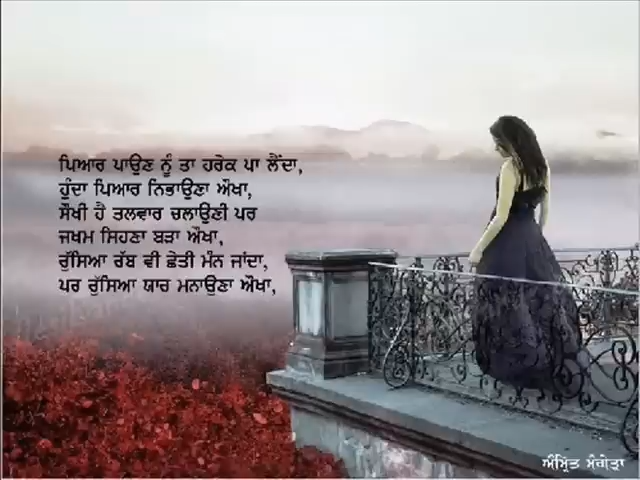 ਪਿਆਰ ਪਾਉਣ ਨੂੰ ਤਾ ਹਰੇਕ ਪਾ ਲੈਂਦਾ,
ਹੁੰਦਾ ਪਿਆਰ ਨਿਭਾਉਣਾ ਔਖਾ,
ਸੌਖੀ ਹੈ ਤਲਵਾਰ ਚਲਾਉਣੀ ਪਰ
ਜਖਮ ਸਿਹਣਾ ਬੜਾ ਔਖਾ,
ਰੁੱਸਿਆ ਰੱਬ ਵੀ ਛੇਤੀ ਮੰਨ ਜਾਂਦਾ,
ਪਰ ਰੁੱਸਿਆ ਯਾਰ ਮਨਾਉਣਾ ਔਖਾ,
ਅੰਮ੍ਰਿਤ